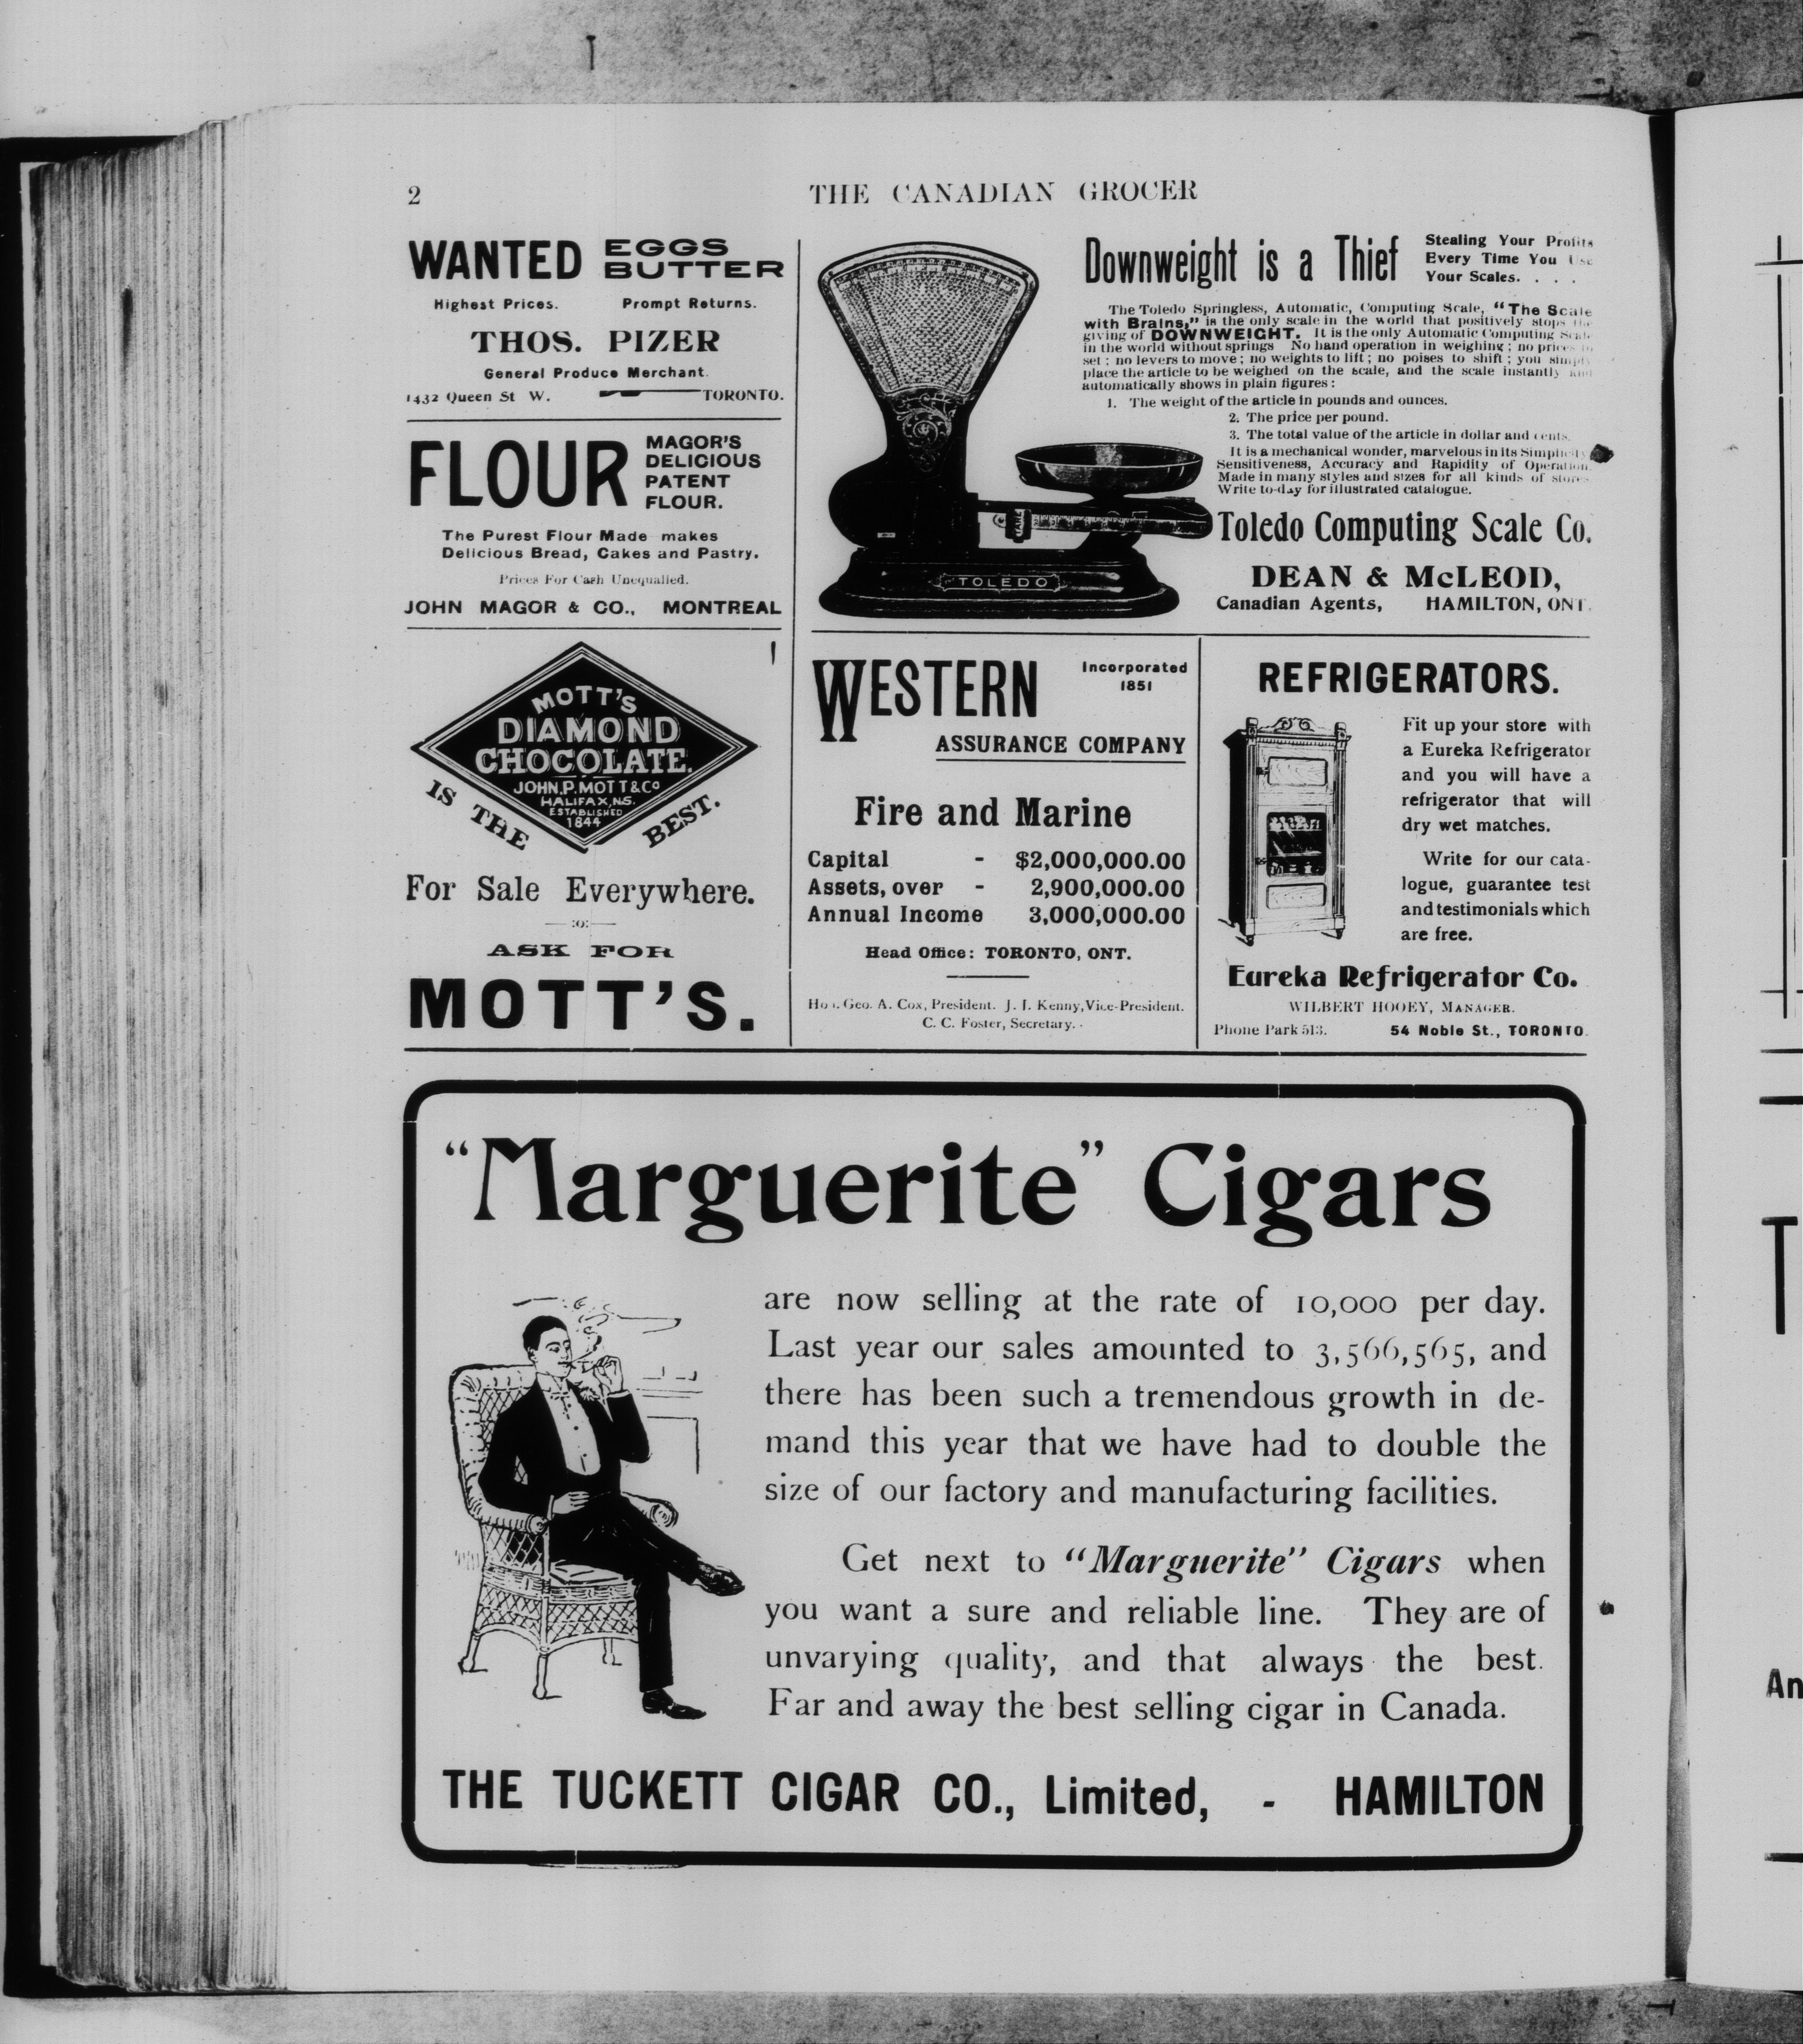 2
THE CANADIAN GROCER
WANTED EGGS
BUTTER
Highest Prices. Prompt Returns.
THOS. PIZER
General Produce Merchant.
1432 Queen St W. TORONTO.
FLOUR
MAGOR'S
DELICIOUS
PATENT
FLOUR.
The Purest Flour Made makes
Delicious Bread, Cakes and Pastry.
Prices For Cash Unequalled.
JOHN MAGOR & CO., MONTREAL
MOTT'S
DIAMOND
CHOCOLATE.
JOHN.P.MOTT & Co
HALIFAX, N.S.
ESTABLISHED
1844
IS THE BEST.
For Sale Everywhere.
:o:
ASK FOR
MOTT'S.
TOLEDO
Downweight is a Thief
Stealing Your Profits
Every Time You Use
Your Scales. . . .
The Toledo Springless, Automatic, Computing Scale, "The Scale
with Brains," is the only scale in the world that positively stops the
giving of DOWNWEIGHT. It is the only Automatic Computing Scale
in the world without springs No hand operation in weighing; no prices to
set; no levers to move; no weights to lift; no poises to shift; you simply
place the article to be weighed on the scale, and the scale instantly and
automatically shows in plain figures:
1. The weight of the article in pounds and ounces.
2. The price per pound.
3. The total value of the article in dollar and cents.
It is a mechanical wonder, marvelous in its Simplicity
Sensitiveness, Accuracy and Rapidity of Operation.
Made in many styles and sizes for all kinds of stores
Write to-day for illustrated catalogue.
Toledo Computing Scale Co.
DEAN & McLEOD,
Canadian Agents, HAMILTON, ONT.
WESTERN
Incorporated
1851
ASSURANCE COMPANY
Fire and Marine
Capital - $2,000,000.00
Assets, over - 2,900,000.00
Annual Income 3,000,000.00
Head Office: TORONTO, ONT.
Hon. Geo. A. Cox, President. J. J. Kenny, Vice-President.
C. C. Foster, Secretary.
REFRIGERATORS.
Fit up your store with
a Eureka Refrigerator
and you will have a
refrigerator that will
dry wet matches.
Write for our cata-
logue, guarantee test
and testimonials which
are free.
Eureka Refrigerator Co.
WILBERT HOOEY, MANAGER.
Phone Park 513. 54 Noble St., TORONTO.
"Marguerite" Cigars
are now selling at the rate of 10,000 per day.
Last year our sales amounted to 3,566,565, and
there has been such a tremendous growth in de-
mand this year that we have had to double the
size of our factory and manufacturing facilities.
Get next to "Marguerite" Cigars when
you want a sure and reliable line. They are of
unvarying quality, and that always the best.
Far and away the best selling cigar in Canada.
THE TUCKETT CIGAR CO., Limited, - HAMILTON
T
An